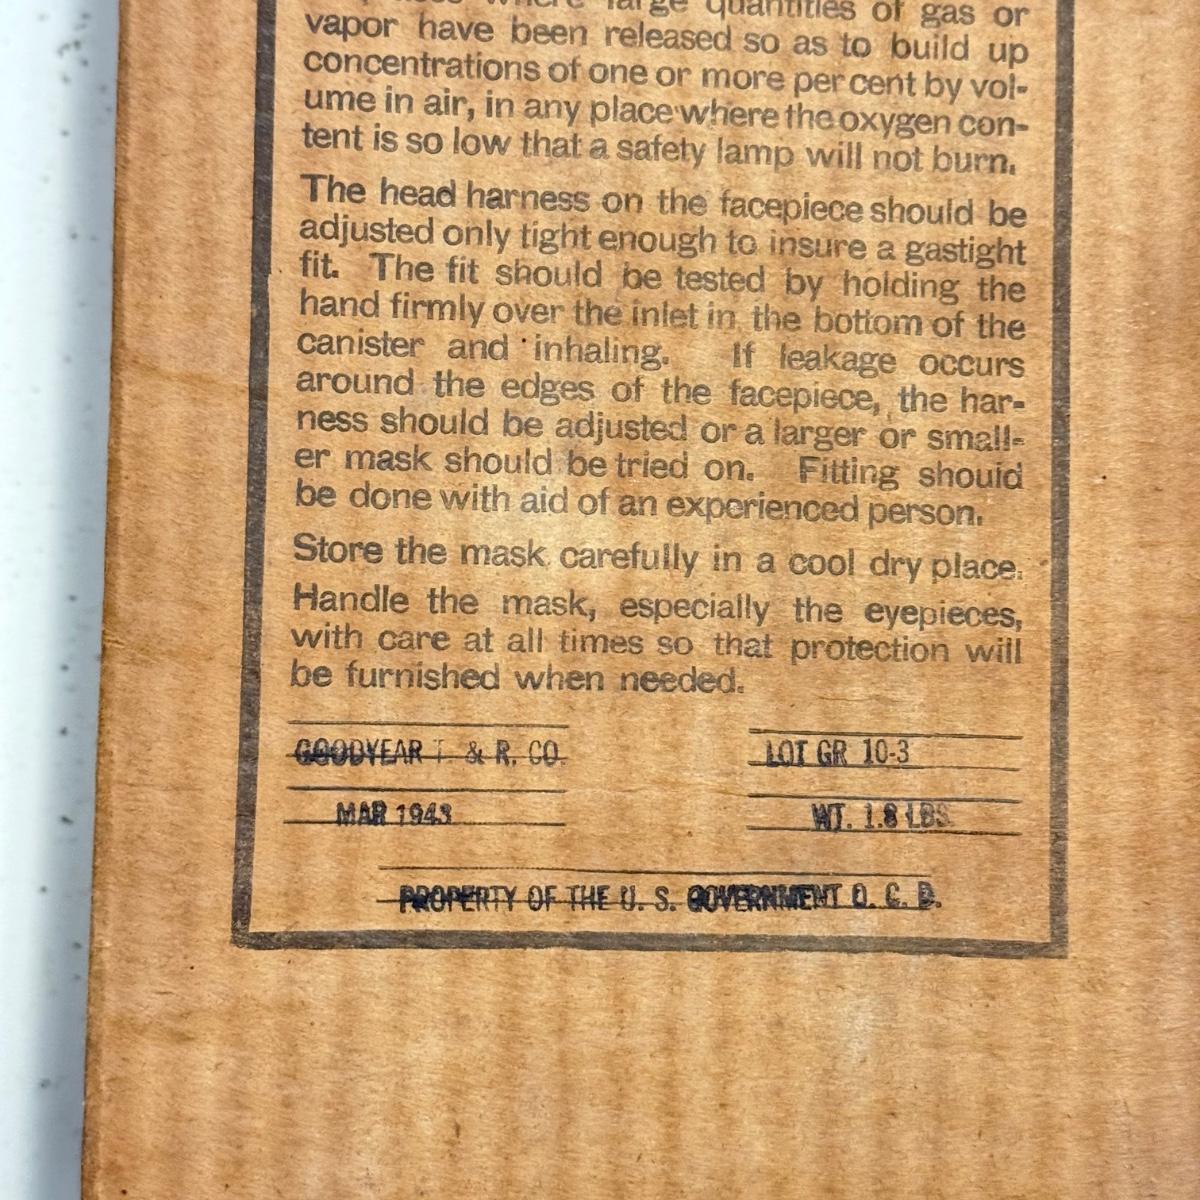 where large quantities of gas or
vapor have been released so as to build up
concentrations of one or more per cent by vol-
ume in air, in any place where the oxygen con-
tent is so low that a safety lamp will not burn.
The head harness on the facepiece should be
adjusted only tight enough to insure a gastight
fit. The fit should be tested by holding the
hand firmly over the inlet in the bottom of the
canister and inhaling. If leakage occurs
around the edges of the facepiece, the har-
ness should be adjusted or a larger or small-
er mask should be tried on. Fitting should
be done with aid of an experienced person.
Store the mask carefully in a cool dry place.
Handle the mask, especially the eyepieces,
with care at all times so that protection will
be furnished when needed.
GOODYEAR T & R. CO. LOT GR 10-3
MAR 1943 WT. 1.8 LBS.
PROPERTY OF THE U. S. GOVERNMENT O. C. D.